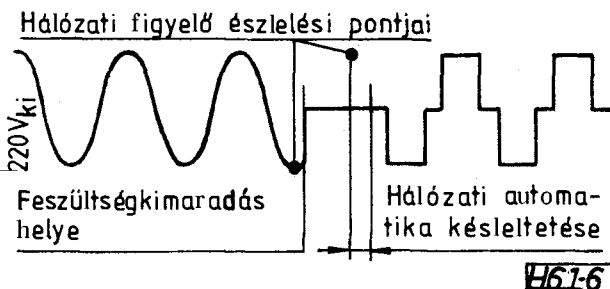 Hálózati figyelő észlelési pontjai
220Vki
Feszültségkimaradás
helye
Hálózati automa-
tika késleltetése
H61-6